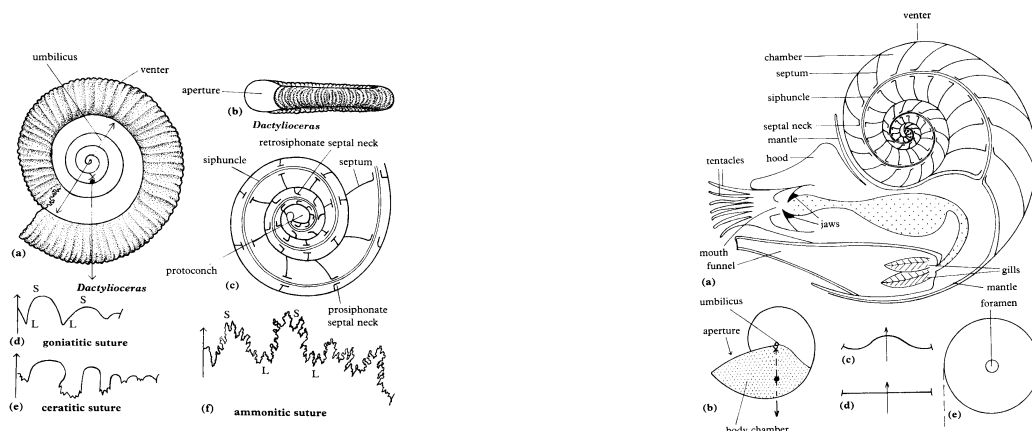 umbilicus
venter
(a)
Dactylioceras
aperture
(b)
Dactylioceras
retrosiphonate septal neck
siphuncle
septum
protoconch
(c)
prosiphonate
septal neck
S
S
L
L
(d) goniatitic suture
(e) ceratitic suture
S
S
L
L
(f) ammonitic suture
venter
chamber
septum
siphuncle
septal neck
mantle
hood
tentacles
jaws
mouth
funnel
(a)
gills
mantle
umbilicus
foramen
aperture
(c)
(b)
(d)
(e)
body chamber